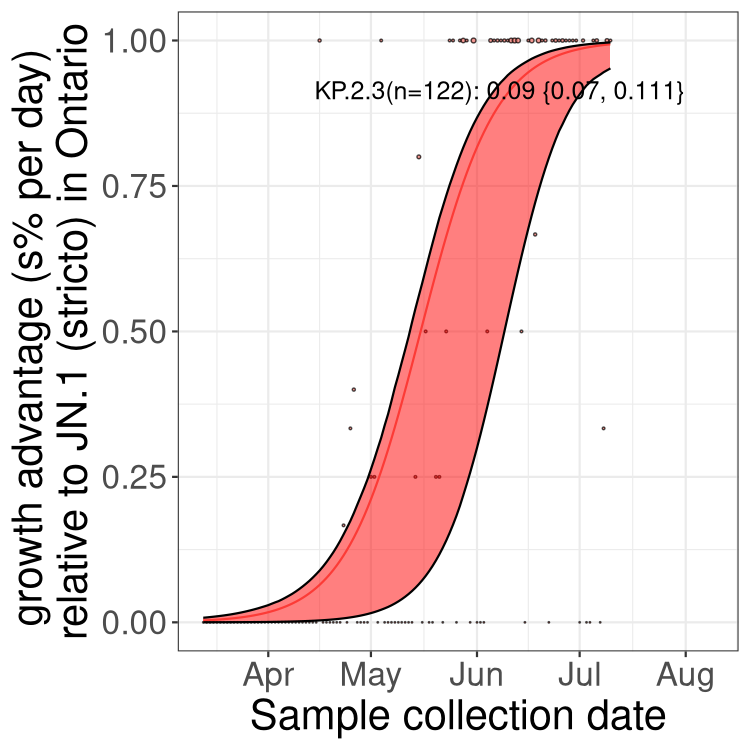 growth advantage (s% per day)
relative to JN.1 (stricto) in Ontario
1.00
0.75
0.50
0.25
0.00
KP.2.3(n=122): 0.09 {0.07, 0.111}
Apr May Jun Jul Aug
Sample collection date